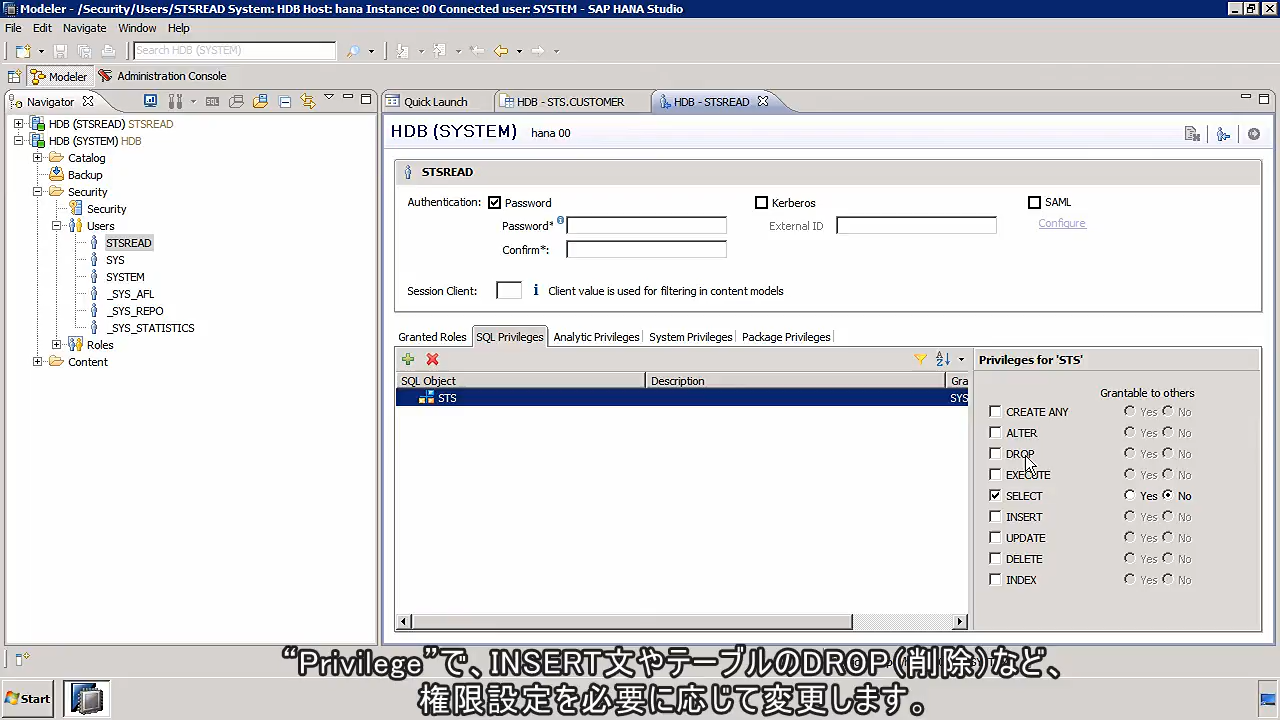 Modeler - /Security/Users/STSREAD System: HDB Host: hana Instance: 00 Connected user: SYSTEM - SAP HANA Studio
File Edit Navigate Window Help
Search HDB (SYSTEM)
Modeler Administration Console
Navigator
HDB (STSREAD) STSREAD
HDB (SYSTEM) HDB
Catalog
Backup
Security
Security
Users
STSREAD
SYS
SYSTEM
_SYS_AFL
_SYS_REPO
_SYS_STATISTICS
Roles
Content
Quick Launch HDB - STS.CUSTOMER HDB - STSREAD
HDB (SYSTEM) hana 00
STSREAD
Authentication: Password Kerberos SAML
Password* External ID Configure
Confirm*:
Session Client: Client value is used for filtering in content models
Granted Roles SQL Privileges Analytic Privileges System Privileges Package Privileges
SQL Object Description Gra
STS SYS
Privileges for 'STS'
Grantable to others
CREATE ANY Yes No
ALTER Yes No
DROP Yes No
EXECUTE Yes No
SELECT Yes No
INSERT Yes No
UPDATE Yes No
DELETE Yes No
INDEX Yes No
“Privilege”で、INSERT文やテーブルのDROP（削除）など、
権限設定を必要に応じて変更します。
Start